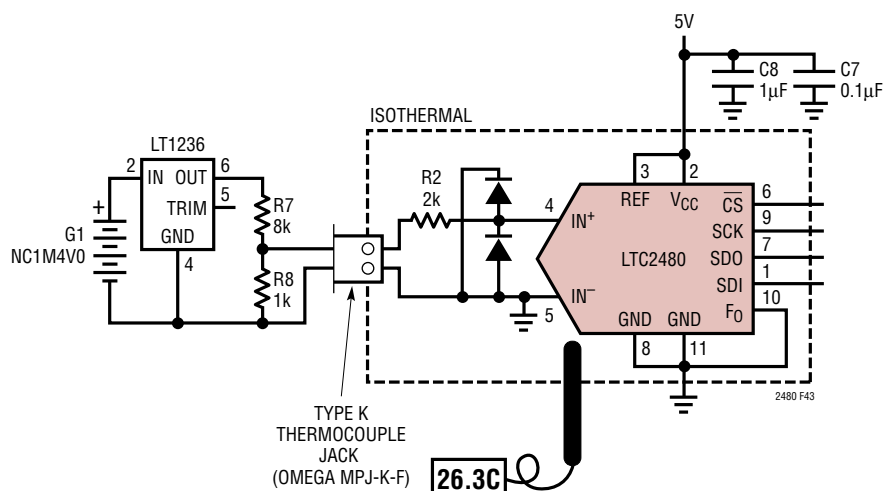 5V
C8
1µF
C7
0.1µF
ISOTHERMAL
LT1236
2
IN
OUT
6
TRIM
5
GND
4
+
G1
NC1M4V0
R7
8k
R8
1k
R2
2k
3
2
REF
VCC
4
IN+
5
IN−
LTC2480
CS
6
SCK
9
SDO
7
SDI
1
FO
10
GND
GND
8
11
2480 F43
TYPE K
THERMOCOUPLE
JACK
(OMEGA MPJ-K-F)
26.3C